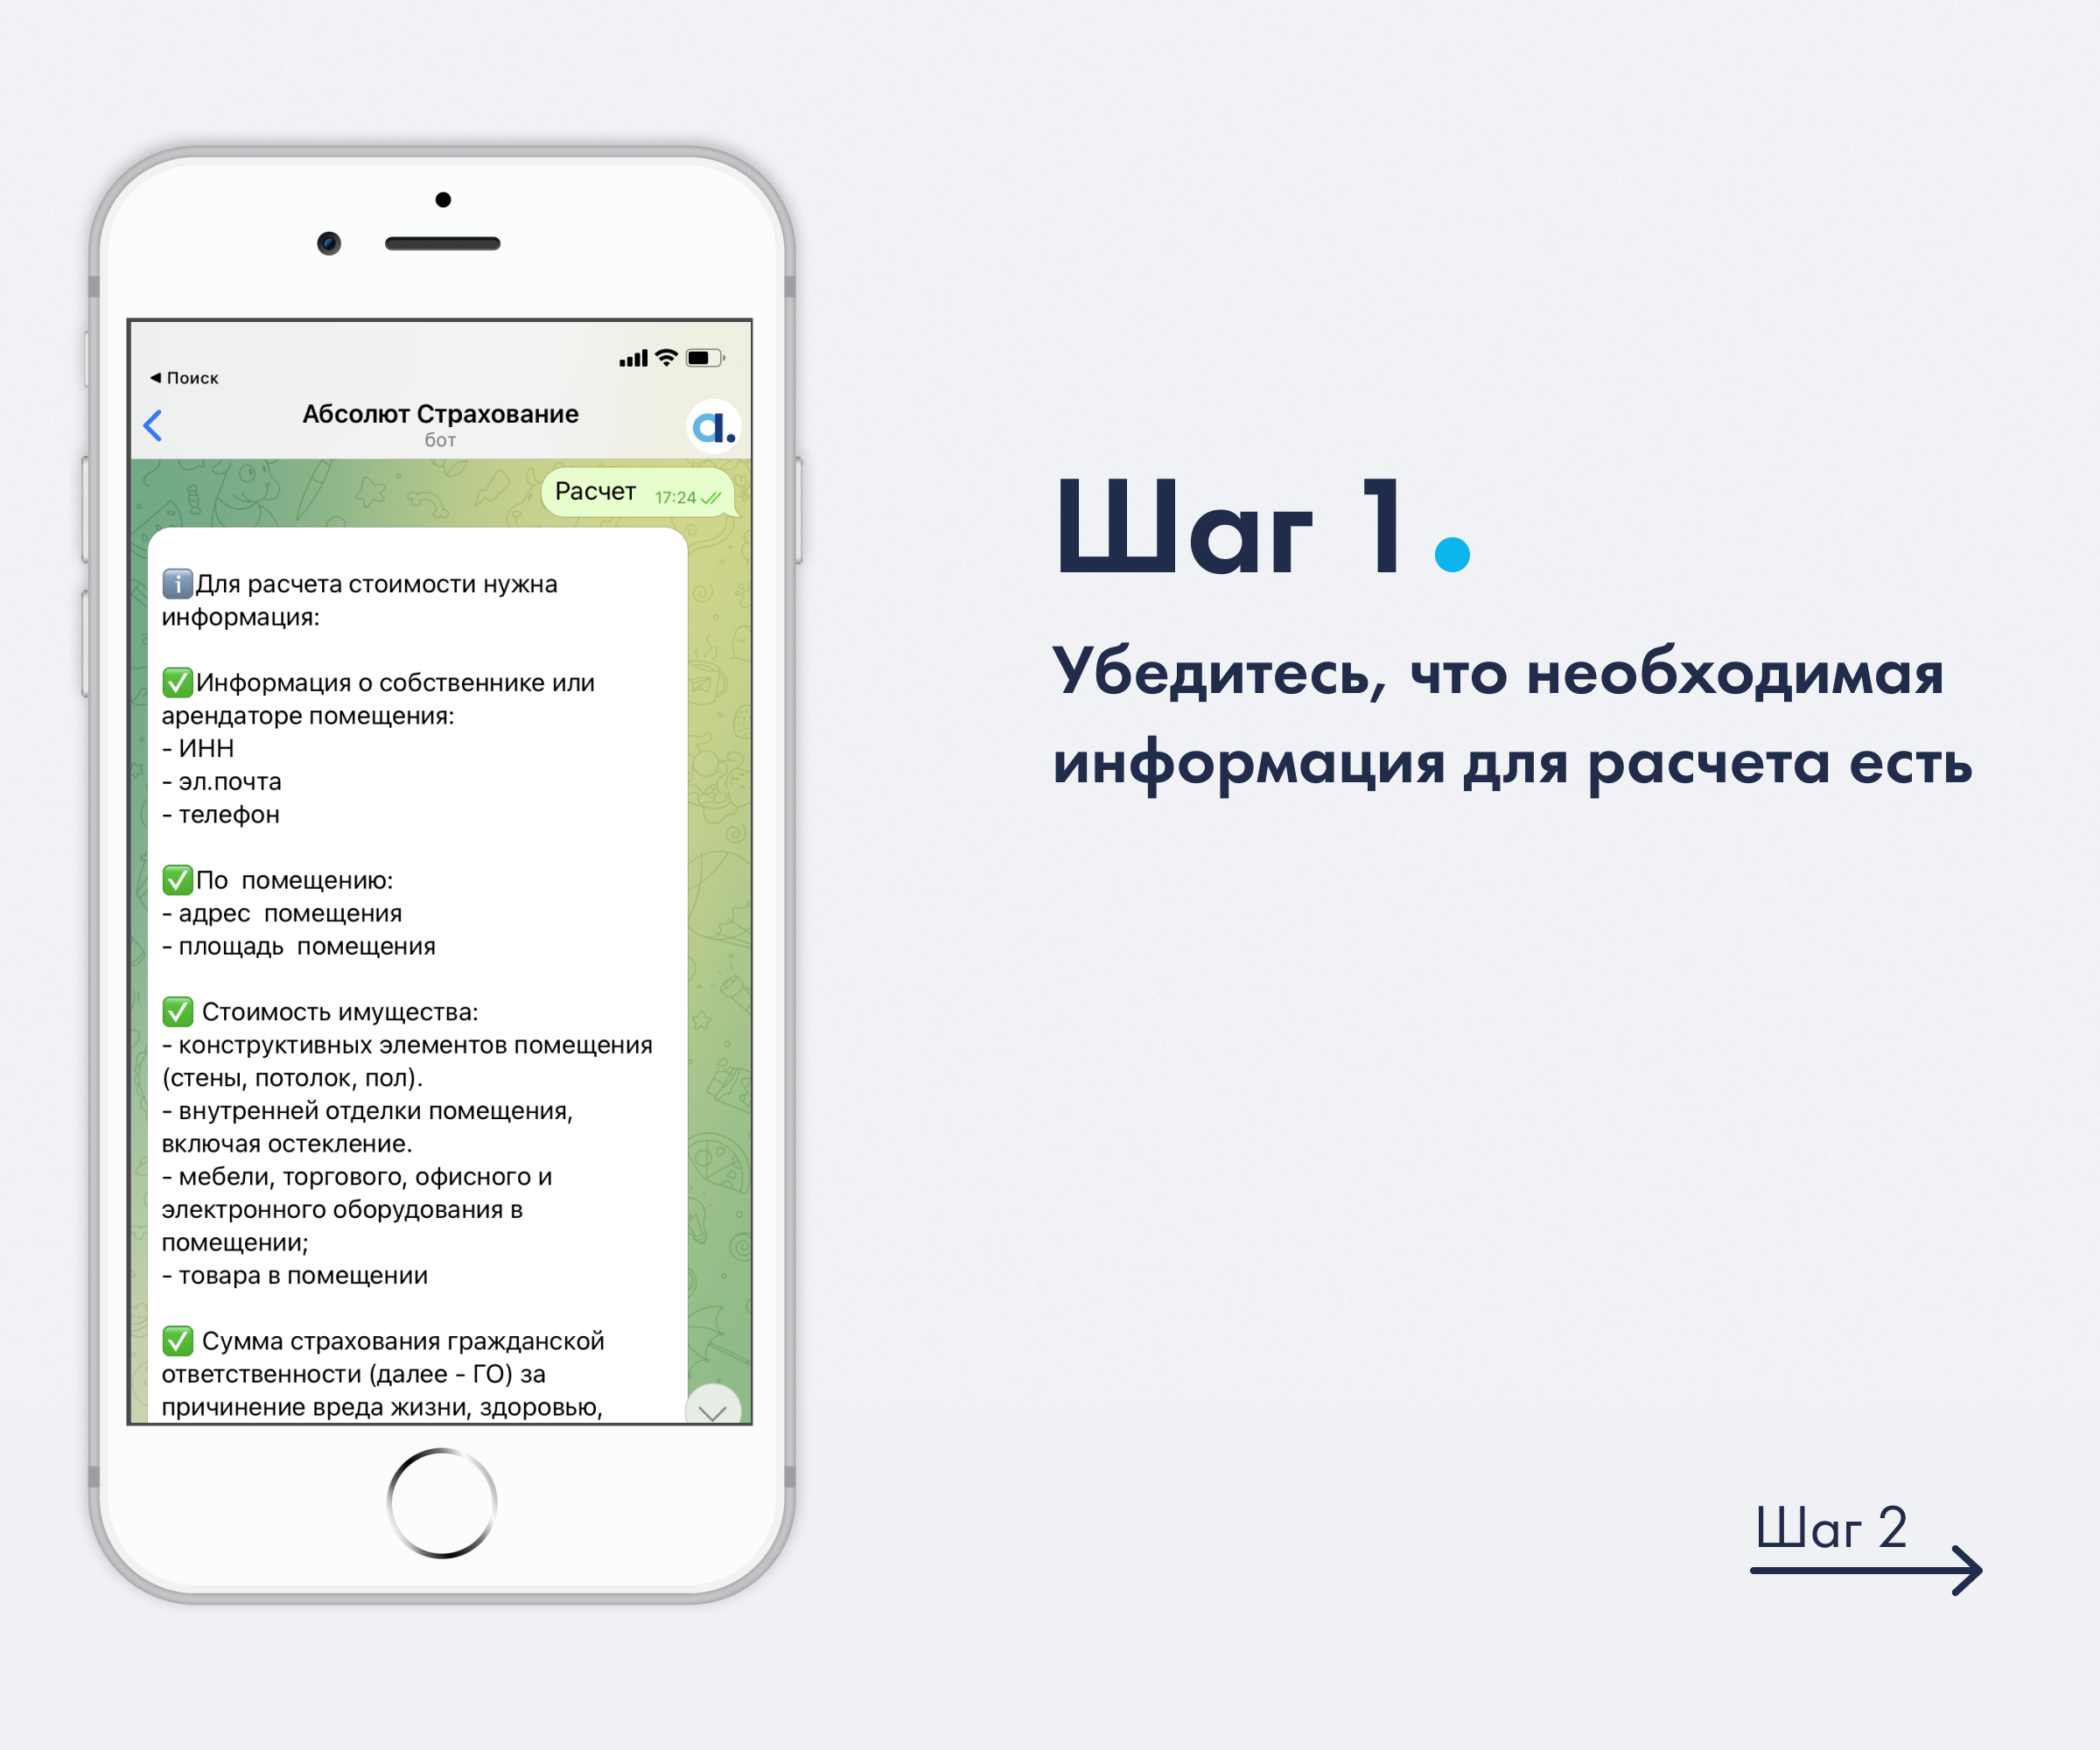 ◀ Поиск
Абсолют Страхование
бот
a.
Расчет 17:24
ℹ️Для расчета стоимости нужна
информация:
✅Информация о собственнике или
арендаторе помещения:
- ИНН
- эл.почта
- телефон
✅По  помещению:
- адрес  помещения
- площадь  помещения
✅ Стоимость имущества:
- конструктивных элементов помещения
(стены, потолок, пол).
- внутренней отделки помещения,
включая остекление.
- мебели, торгового, офисного и
электронного оборудования в
помещении;
- товара в помещении
✅ Сумма страхования гражданской
ответственности (далее - ГО) за
причинение вреда жизни, здоровью,
Шаг 1.
Убедитесь, что необходимая
информация для расчета есть
Шаг 2